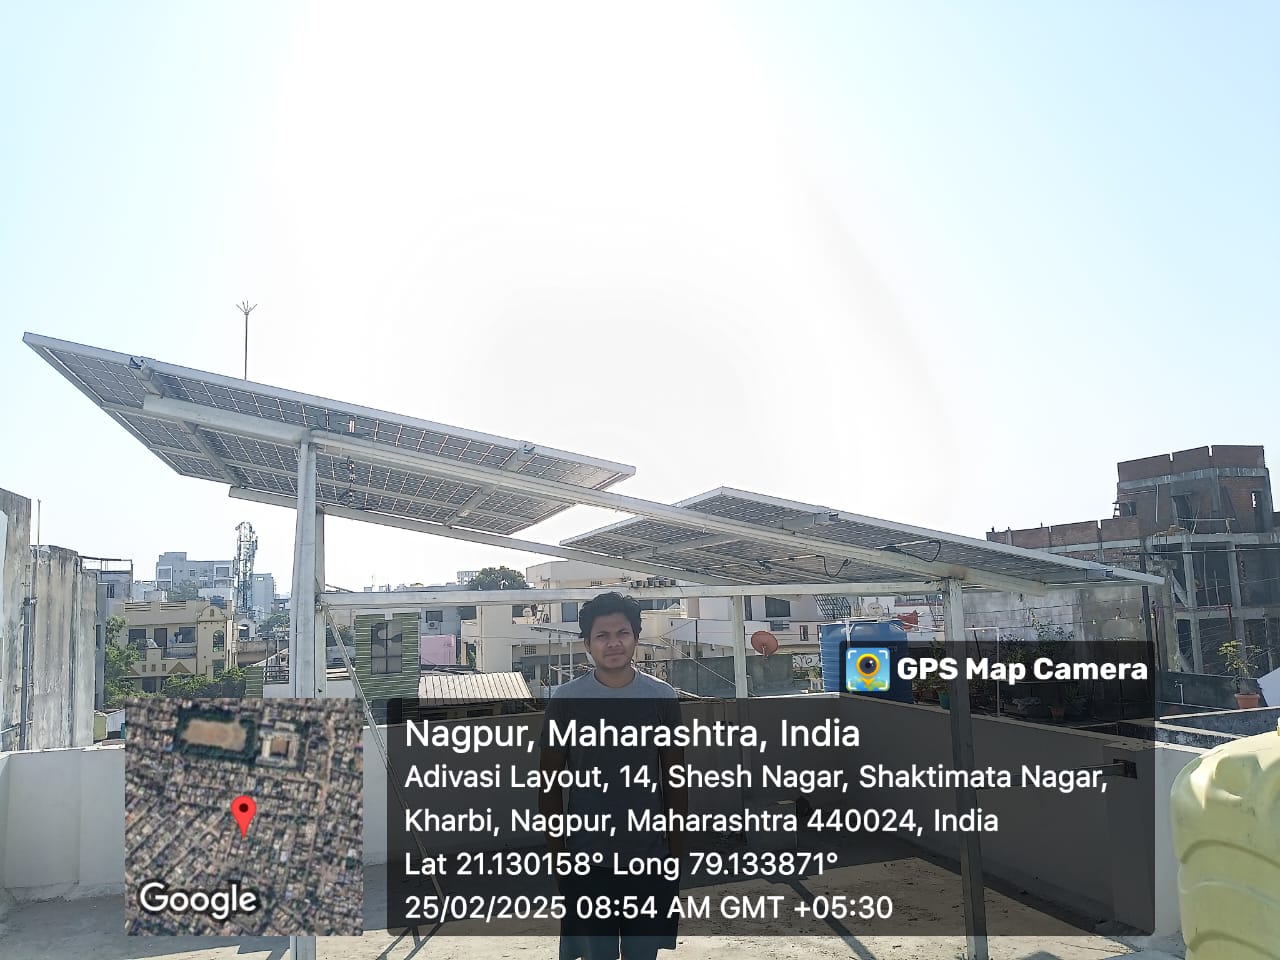 GPS Map Camera
Nagpur, Maharashtra, India
Adivasi Layout, 14, Shesh Nagar, Shaktimata Nagar,
Kharbi, Nagpur, Maharashtra 440024, India
Lat 21.130158° Long 79.133871°
25/02/2025 08:54 AM GMT +05:30
Google